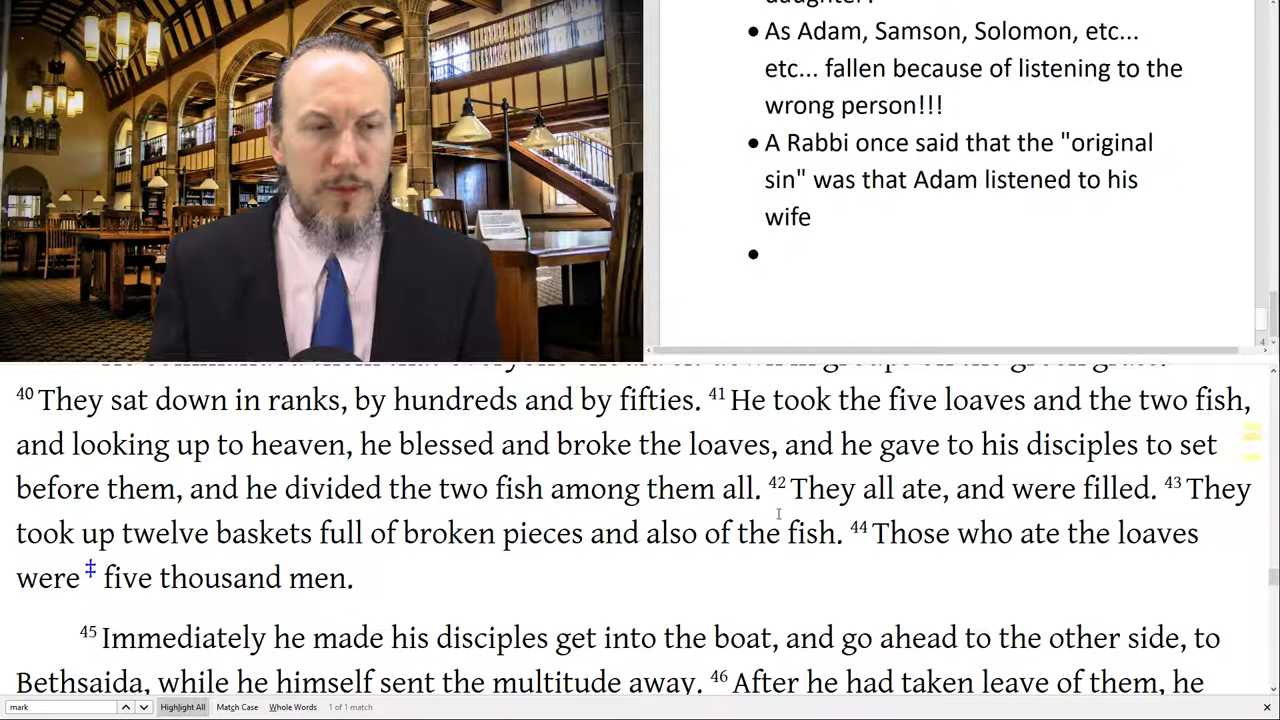 daughter?
• As Adam, Samson, Solomon, etc...
etc... fallen because of listening to the
wrong person!!!
• A Rabbi once said that the "original
sin" was that Adam listened to his
wife
•
40 They sat down in ranks, by hundreds and by fifties. 41 He took the five loaves and the two fish,
and looking up to heaven, he blessed and broke the loaves, and he gave to his disciples to set
before them, and he divided the two fish among them all. 42 They all ate, and were filled. 43 They
took up twelve baskets full of broken pieces and also of the fish. 44 Those who ate the loaves
were ‡ five thousand men.
45 Immediately he made his disciples get into the boat, and go ahead to the other side, to
Bethsaida, while he himself sent the multitude away. 46 After he had taken leave of them, he
mark Highlight All Match Case Whole Words 1 of 1 match